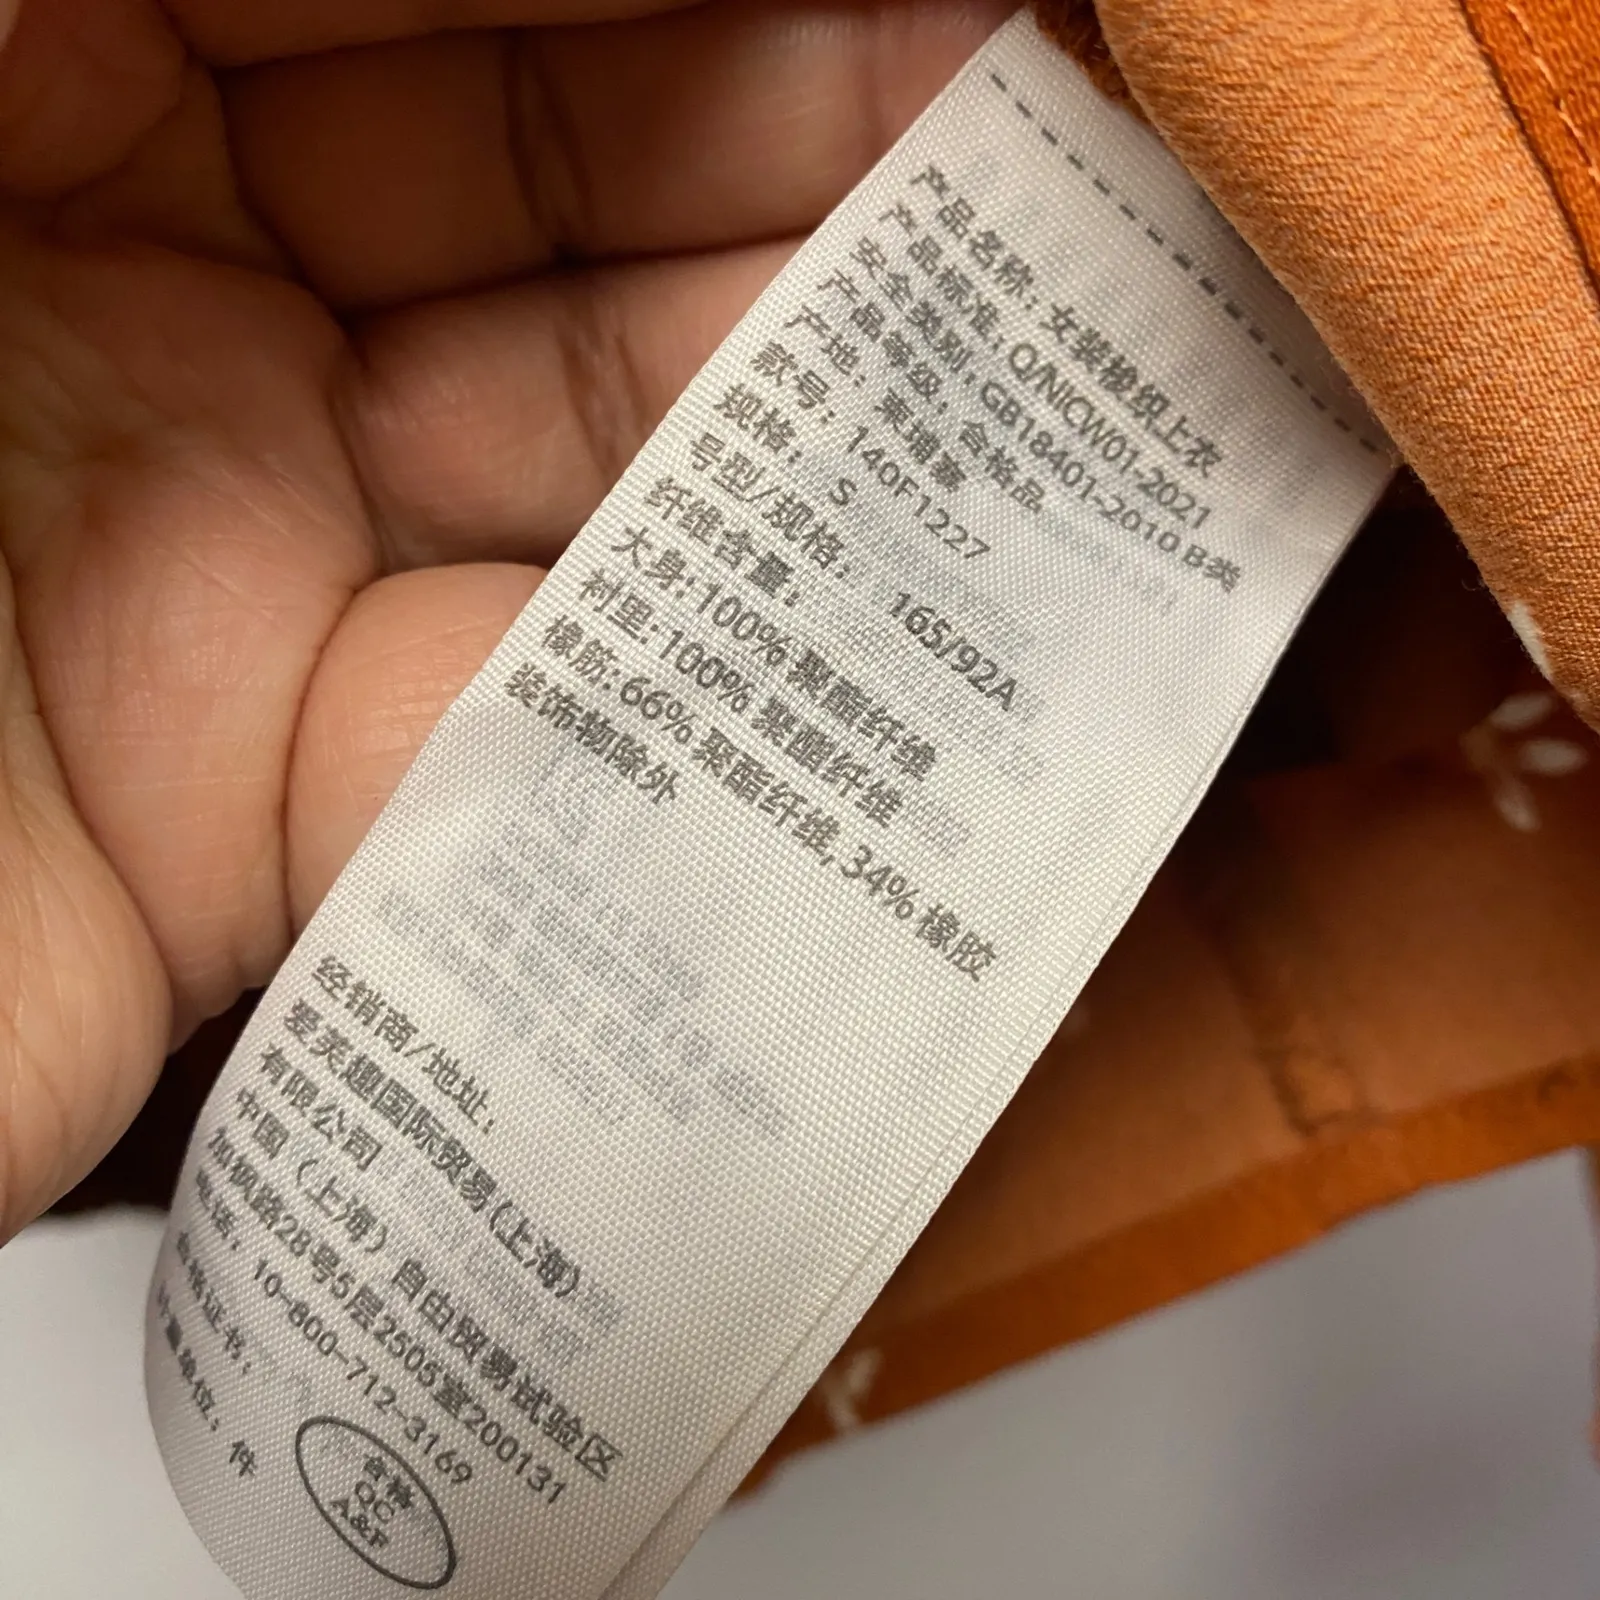 产品名称：女装梭织上衣
产品标准：Q/NICW01-2021
安全类别：GB18401-2010 B类
产品等级：合格品
产地：柬埔寨
款号：140F1227
规格：S
号型/规格：165/92A
纤维含量：
大身：100% 聚酯纤维
衬里：100% 聚酯纤维
橡筋：66% 聚酯纤维, 34% 橡胶
装饰物除外
经销商/地址：
爱芙趣国际贸易(上海)
有限公司
中国（上海）自由贸易试验区
加枫路28号5层2505室200131
电话：10-800-712-3169
合格证书：
计量单位：件
合格
QC
A&F